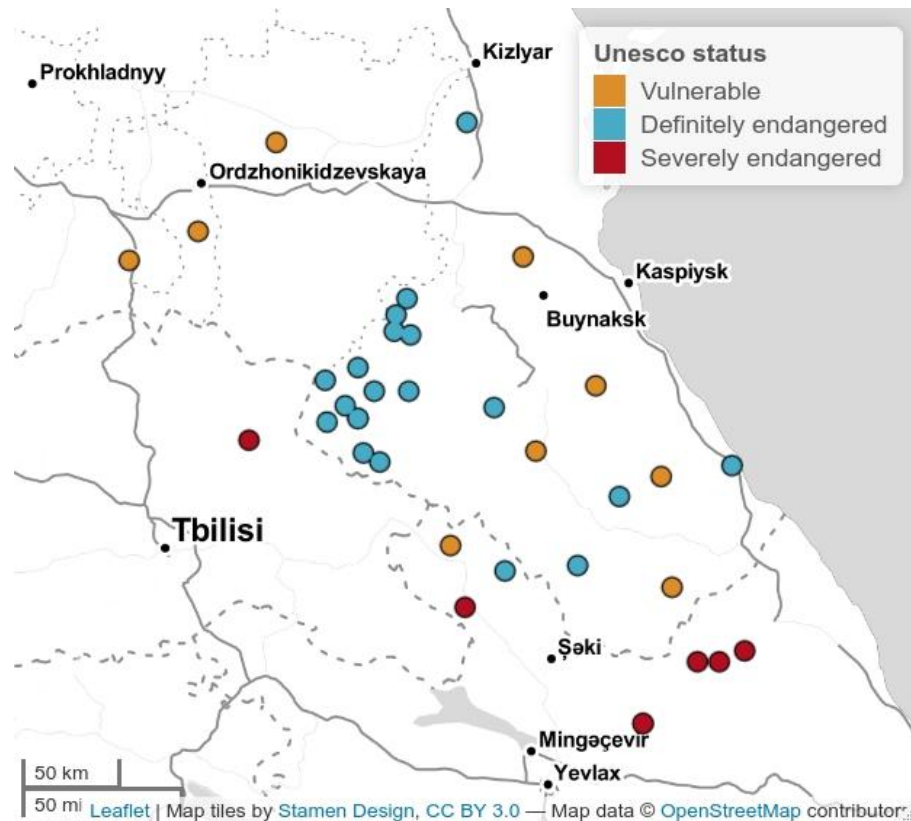 Kizlyar
Prokhladnyy
Unesco status
Vulnerable
Definitely endangered
Severely endangered
Ordzhonikidzevskaya
Kaspiysk
Buynaksk
Tbilisi
Şəki
Mingəçevir
Yevlax
50 km
50 mi
Leaflet | Map tiles by Stamen Design, CC BY 3.0 — Map data © OpenStreetMap contributor